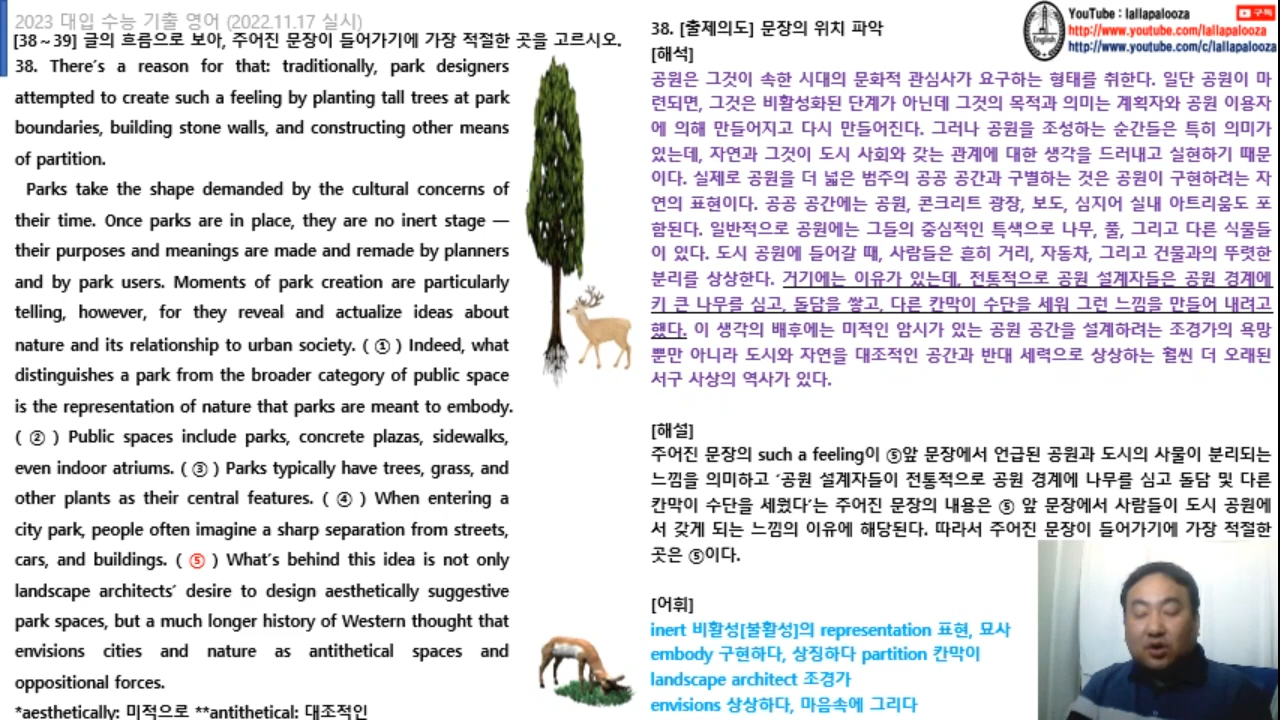 2023 대입 수능 기출 영어 (2022.11.17 실시)
[38～39] 글의 흐름으로 보아, 주어진 문장이 들어가기에 가장 적절한 곳을 고르시오.
38. There's a reason for that: traditionally, park designers
attempted to create such a feeling by planting tall trees at park
boundaries, building stone walls, and constructing other means
of partition.
Parks take the shape demanded by the cultural concerns of
their time. Once parks are in place, they are no inert stage —
their purposes and meanings are made and remade by planners
and by park users. Moments of park creation are particularly
telling, however, for they reveal and actualize ideas about
nature and its relationship to urban society. ( ① ) Indeed, what
distinguishes a park from the broader category of public space
is the representation of nature that parks are meant to embody.
( ② ) Public spaces include parks, concrete plazas, sidewalks,
even indoor atriums. ( ③ ) Parks typically have trees, grass, and
other plants as their central features. ( ④ ) When entering a
city park, people often imagine a sharp separation from streets,
cars, and buildings. ( ⑤ ) What's behind this idea is not only
landscape architects' desire to design aesthetically suggestive
park spaces, but a much longer history of Western thought that
envisions cities and nature as antithetical spaces and
oppositional forces.
*aesthetically: 미적으로 **antithetical: 대조적인
38. [출제의도] 문장의 위치 파악
[해석]
공원은 그것이 속한 시대의 문화적 관심사가 요구하는 형태를 취한다. 일단 공원이 마
련되면, 그것은 비활성화된 단계가 아닌데 그것의 목적과 의미는 계획자와 공원 이용자
에 의해 만들어지고 다시 만들어진다. 그러나 공원을 조성하는 순간들은 특히 의미가
있는데, 자연과 그것이 도시 사회와 갖는 관계에 대한 생각을 드러내고 실현하기 때문
이다. 실제로 공원을 더 넓은 범주의 공공 공간과 구별하는 것은 공원이 구현하려는 자
연의 표현이다. 공공 공간에는 공원, 콘크리트 광장, 보도, 심지어 실내 아트리움도 포
함된다. 일반적으로 공원에는 그들의 중심적인 특색으로 나무, 풀, 그리고 다른 식물들
이 있다. 도시 공원에 들어갈 때, 사람들은 흔히 거리, 자동차, 그리고 건물과의 뚜렷한
분리를 상상한다. 거기에는 이유가 있는데, 전통적으로 공원 설계자들은 공원 경계에
키 큰 나무를 심고, 돌담을 쌓고, 다른 칸막이 수단을 세워 그런 느낌을 만들어 내려고
했다. 이 생각의 배후에는 미적인 암시가 있는 공원 공간을 설계하려는 조경가의 욕망
뿐만 아니라 도시와 자연을 대조적인 공간과 반대 세력으로 상상하는 훨씬 더 오래된
서구 사상의 역사가 있다.
[해설]
주어진 문장의 such a feeling이 ⑤앞 문장에서 언급된 공원과 도시의 사물이 분리되는
느낌을 의미하고 '공원 설계자들이 전통적으로 공원 경계에 나무를 심고 돌담 및 다른
칸막이 수단을 세웠다'는 주어진 문장의 내용은 ⑤ 앞 문장에서 사람들이 도시 공원에
서 갖게 되는 느낌의 이유에 해당된다. 따라서 주어진 문장이 들어가기에 가장 적절한
곳은 ⑤이다.
[어휘]
inert 비활성[불활성]의 representation 표현, 묘사
embody 구현하다, 상징하다 partition 칸막이
landscape architect 조경가
envisions 상상하다, 마음속에 그리다
English
YouTube : lallapalooza
구독
http://www.youtube.com/lallapalooza
http://www.youtube.com/c/lallapalooza